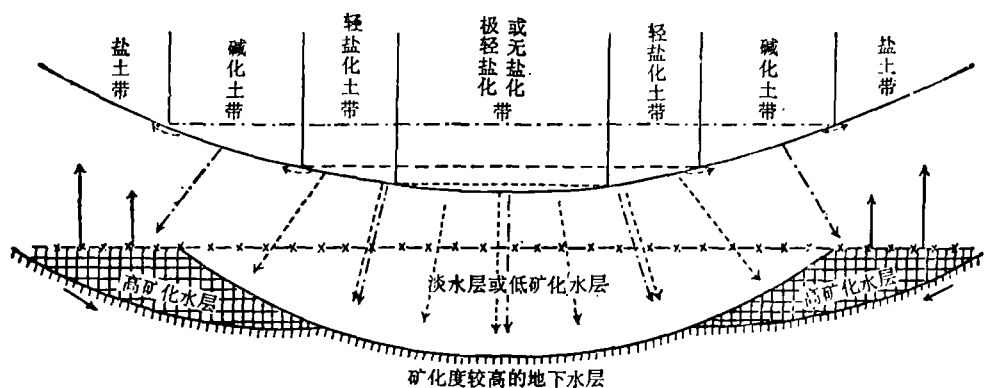 盐土带
碱化土带
轻盐化土带
极轻盐化
或无盐化
带
轻盐化土带
碱化土带
盐土带
高矿化水层
淡水层或低矿化水层
高矿化水层
矿化度较高的地下水层